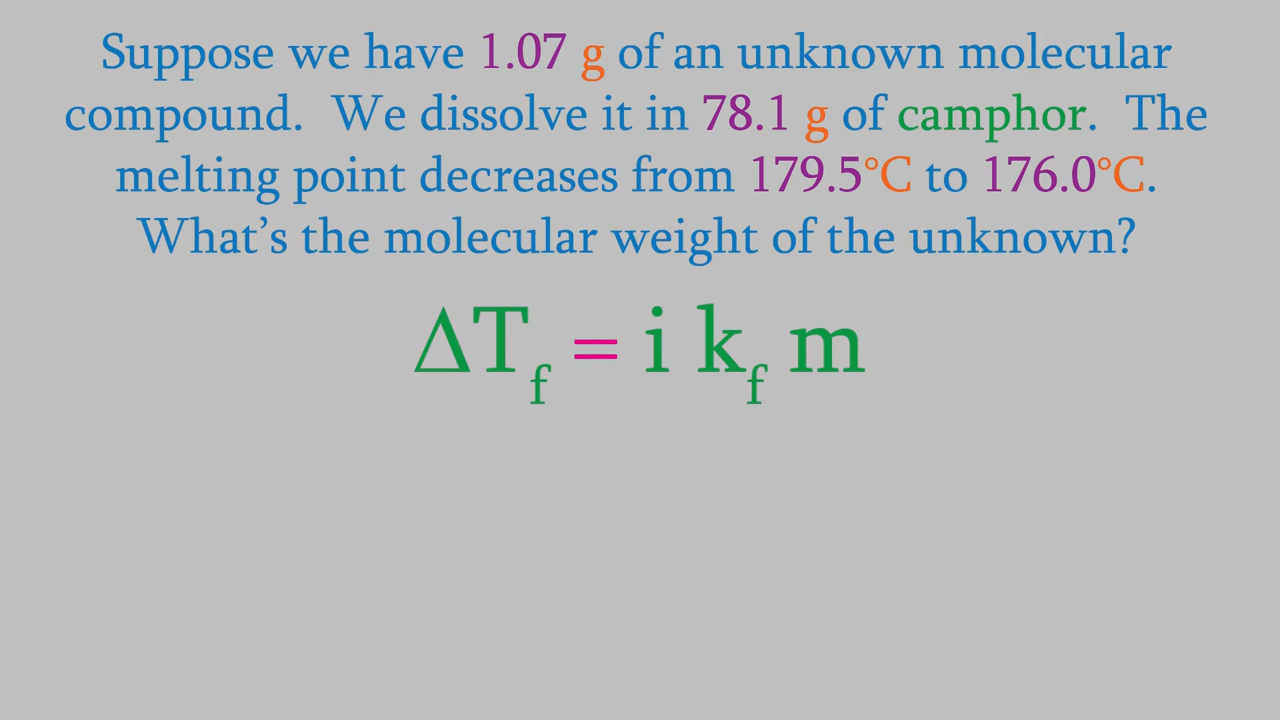 Suppose we have 1.07 g of an unknown molecular
compound. We dissolve it in 78.1 g of camphor. The
melting point decreases from 179.5°C to 176.0°C.
What's the molecular weight of the unknown?
ΔTf = i kf m